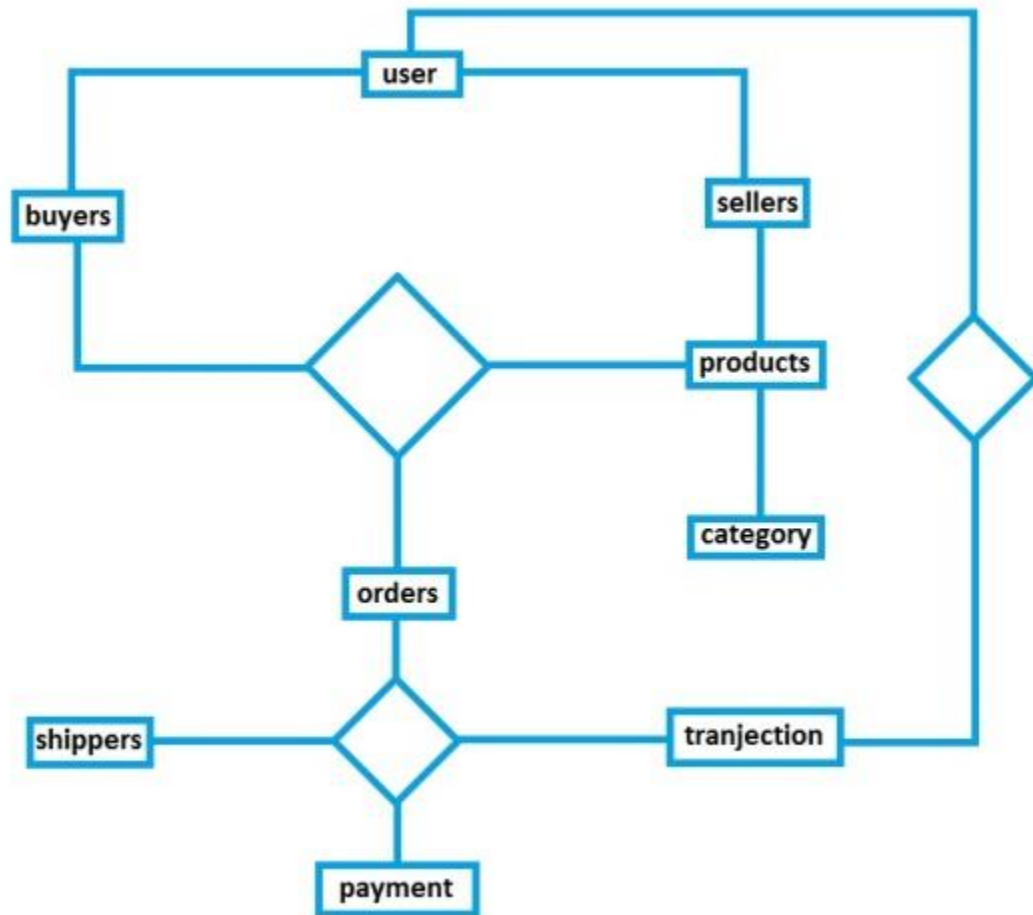 user
buyers
sellers
products
category
orders
shippers
tranjection
payment